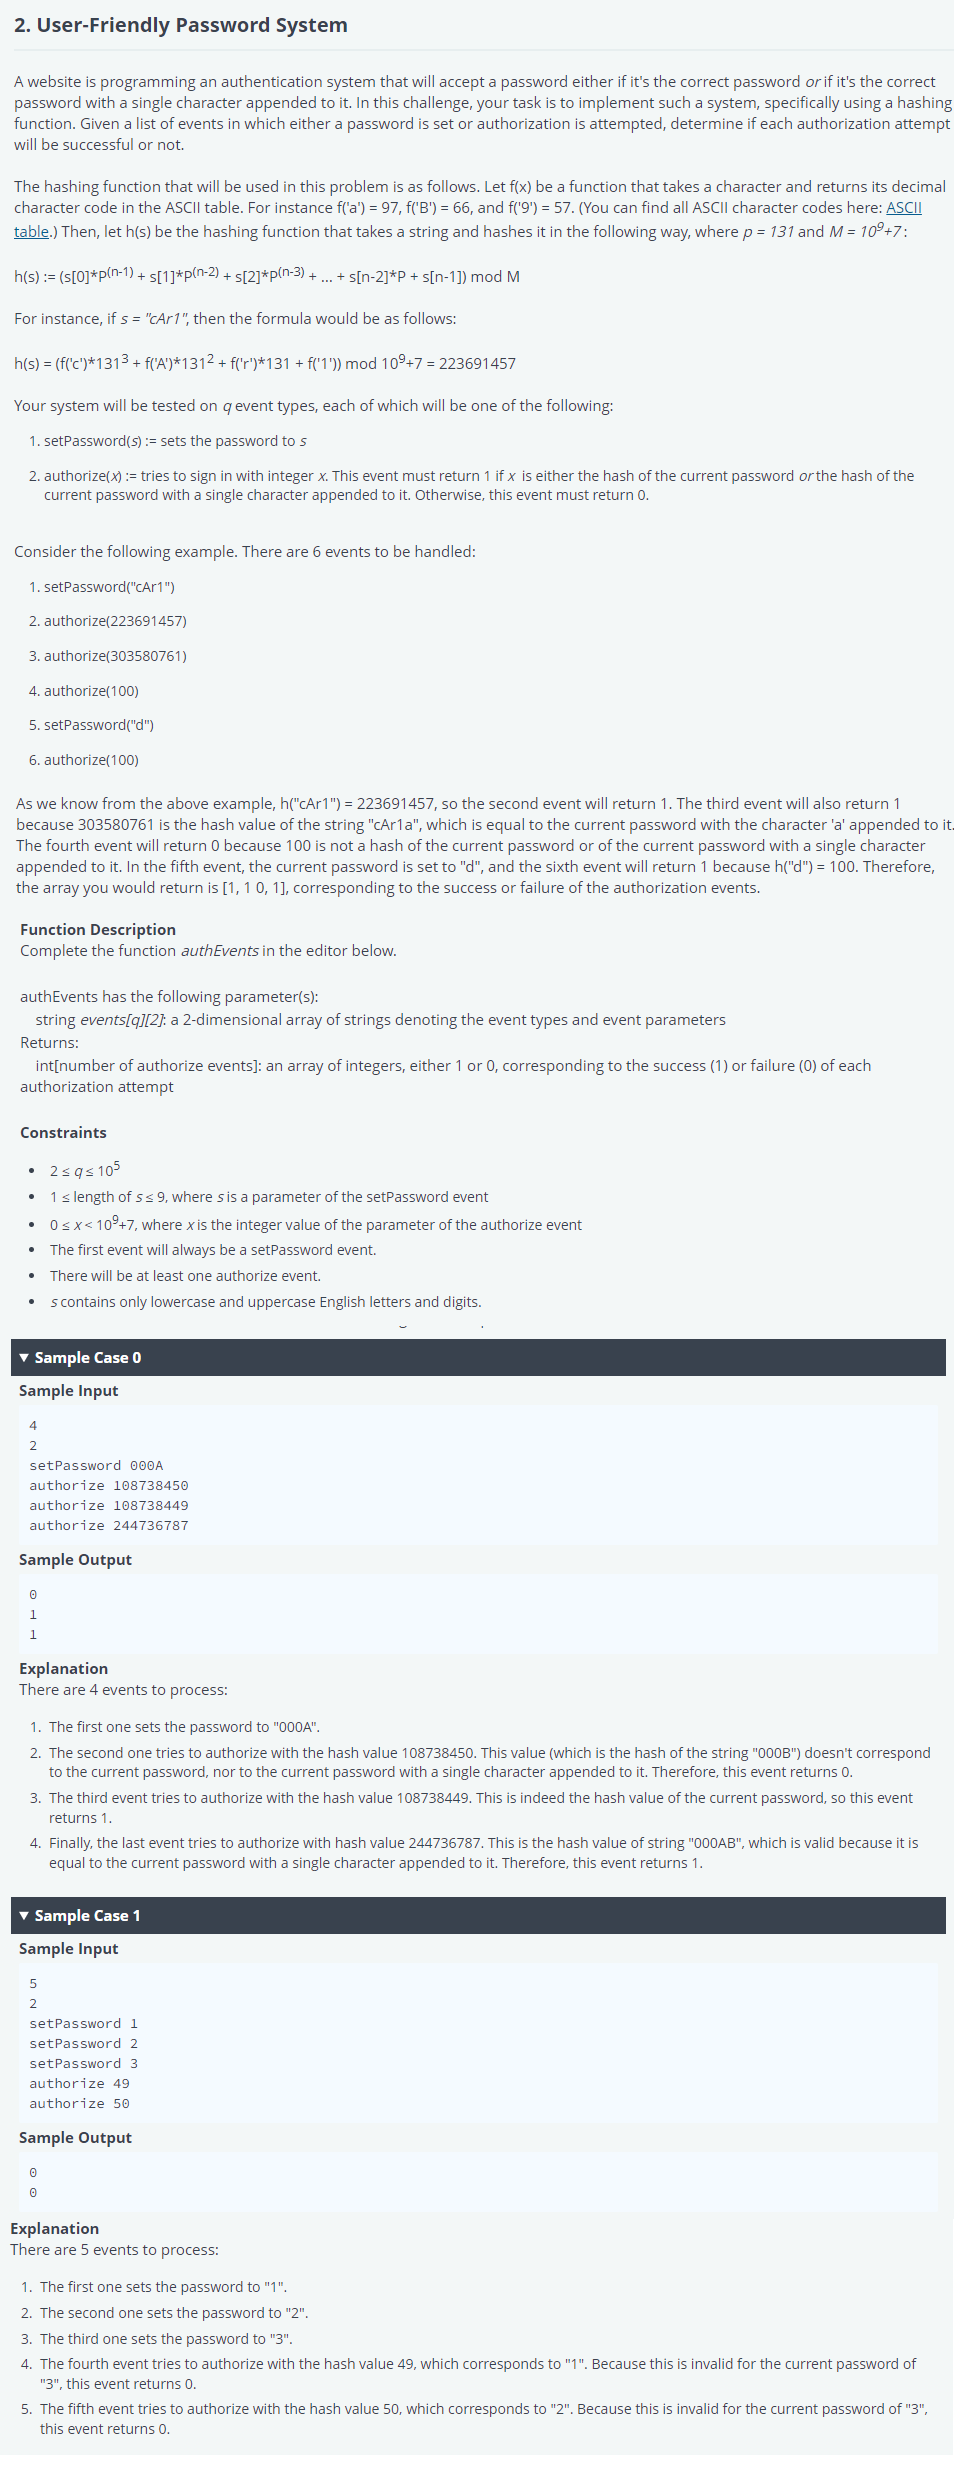 2. User-Friendly Password System
A website is programming an authentication system that will accept a password either if it's the correct password or if it's the correct
password with a single character appended to it. In this challenge, your task is to implement such a system, specifically using a hashing
function. Given a list of events in which either a password is set or authorization is attempted, determine if each authorization attempt
will be successful or not.
The hashing function that will be used in this problem is as follows. Let f(x) be a function that takes a character and returns its decimal
character code in the ASCII table. For instance f('a') = 97, f('B') = 66, and f('9') = 57. (You can find all ASCII character codes here: ASCII
table.) Then, let h(s) be the hashing function that takes a string and hashes it in the following way, where p = 131 and M = 10⁹+7:
h(s) := (s[0]*P⁽ⁿ⁻¹⁾ + s[1]*P⁽ⁿ⁻²⁾ + s[2]*P⁽ⁿ⁻³⁾ + ... + s[n-2]*P + s[n-1]) mod M
For instance, if s = "cAr1", then the formula would be as follows:
h(s) = (f('c')*131³ + f('A')*131² + f('r')*131 + f('1')) mod 10⁹+7 = 223691457
Your system will be tested on q event types, each of which will be one of the following:
1. setPassword(s) := sets the password to s
2. authorize(x) := tries to sign in with integer x. This event must return 1 if x is either the hash of the current password or the hash of the
current password with a single character appended to it. Otherwise, this event must return 0.
Consider the following example. There are 6 events to be handled:
1. setPassword("cAr1")
2. authorize(223691457)
3. authorize(303580761)
4. authorize(100)
5. setPassword("d")
6. authorize(100)
As we know from the above example, h("cAr1") = 223691457, so the second event will return 1. The third event will also return 1
because 303580761 is the hash value of the string "cAr1a", which is equal to the current password with the character 'a' appended to it.
The fourth event will return 0 because 100 is not a hash of the current password or of the current password with a single character
appended to it. In the fifth event, the current password is set to "d", and the sixth event will return 1 because h("d") = 100. Therefore,
the array you would return is [1, 1 0, 1], corresponding to the success or failure of the authorization events.
Function Description
Complete the function authEvents in the editor below.
authEvents has the following parameter(s):
string events[q][2]: a 2-dimensional array of strings denoting the event types and event parameters
Returns:
int[number of authorize events]: an array of integers, either 1 or 0, corresponding to the success (1) or failure (0) of each
authorization attempt
Constraints
• 2 ≤ q ≤ 10⁵
• 1 ≤ length of s ≤ 9, where s is a parameter of the setPassword event
• 0 ≤ x < 10⁹+7, where x is the integer value of the parameter of the authorize event
• The first event will always be a setPassword event.
• There will be at least one authorize event.
• s contains only lowercase and uppercase English letters and digits.
▼ Sample Case 0
Sample Input
4
2
setPassword 000A
authorize 108738450
authorize 108738449
authorize 244736787
Sample Output
0
1
1
Explanation
There are 4 events to process:
1. The first one sets the password to "000A".
2. The second one tries to authorize with the hash value 108738450. This value (which is the hash of the string "000B") doesn't correspond
to the current password, nor to the current password with a single character appended to it. Therefore, this event returns 0.
3. The third event tries to authorize with the hash value 108738449. This is indeed the hash value of the current password, so this event
returns 1.
4. Finally, the last event tries to authorize with hash value 244736787. This is the hash value of string "000AB", which is valid because it is
equal to the current password with a single character appended to it. Therefore, this event returns 1.
▼ Sample Case 1
Sample Input
5
2
setPassword 1
setPassword 2
setPassword 3
authorize 49
authorize 50
Sample Output
0
0
Explanation
There are 5 events to process:
1. The first one sets the password to "1".
2. The second one sets the password to "2".
3. The third one sets the password to "3".
4. The fourth event tries to authorize with the hash value 49, which corresponds to "1". Because this is invalid for the current password of
"3", this event returns 0.
5. The fifth event tries to authorize with the hash value 50, which corresponds to "2". Because this is invalid for the current password of "3",
this event returns 0.